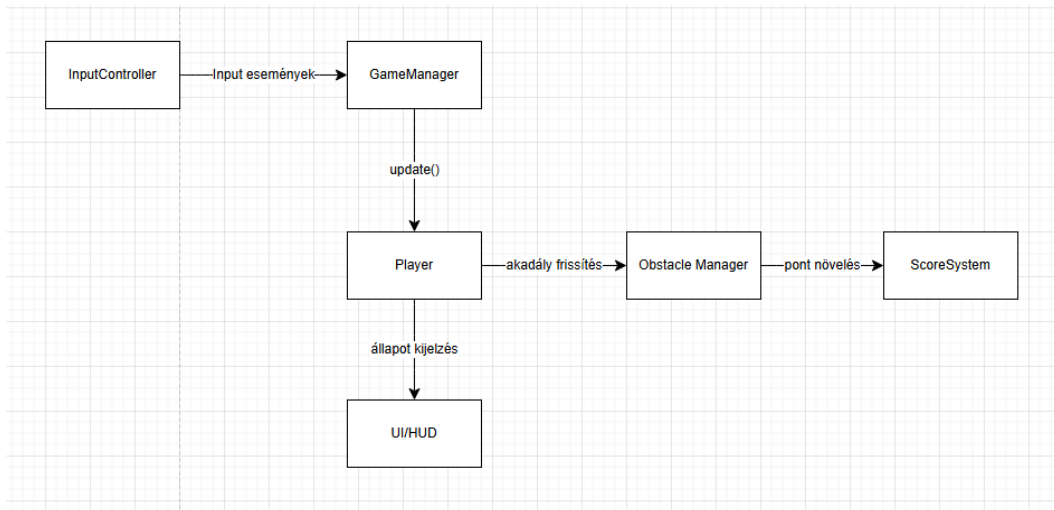 InputController
Input események
GameManager
update()
Player
akadály frissítés
Obstacle Manager
pont növelés
ScoreSystem
állapot kijelzés
UI/HUD